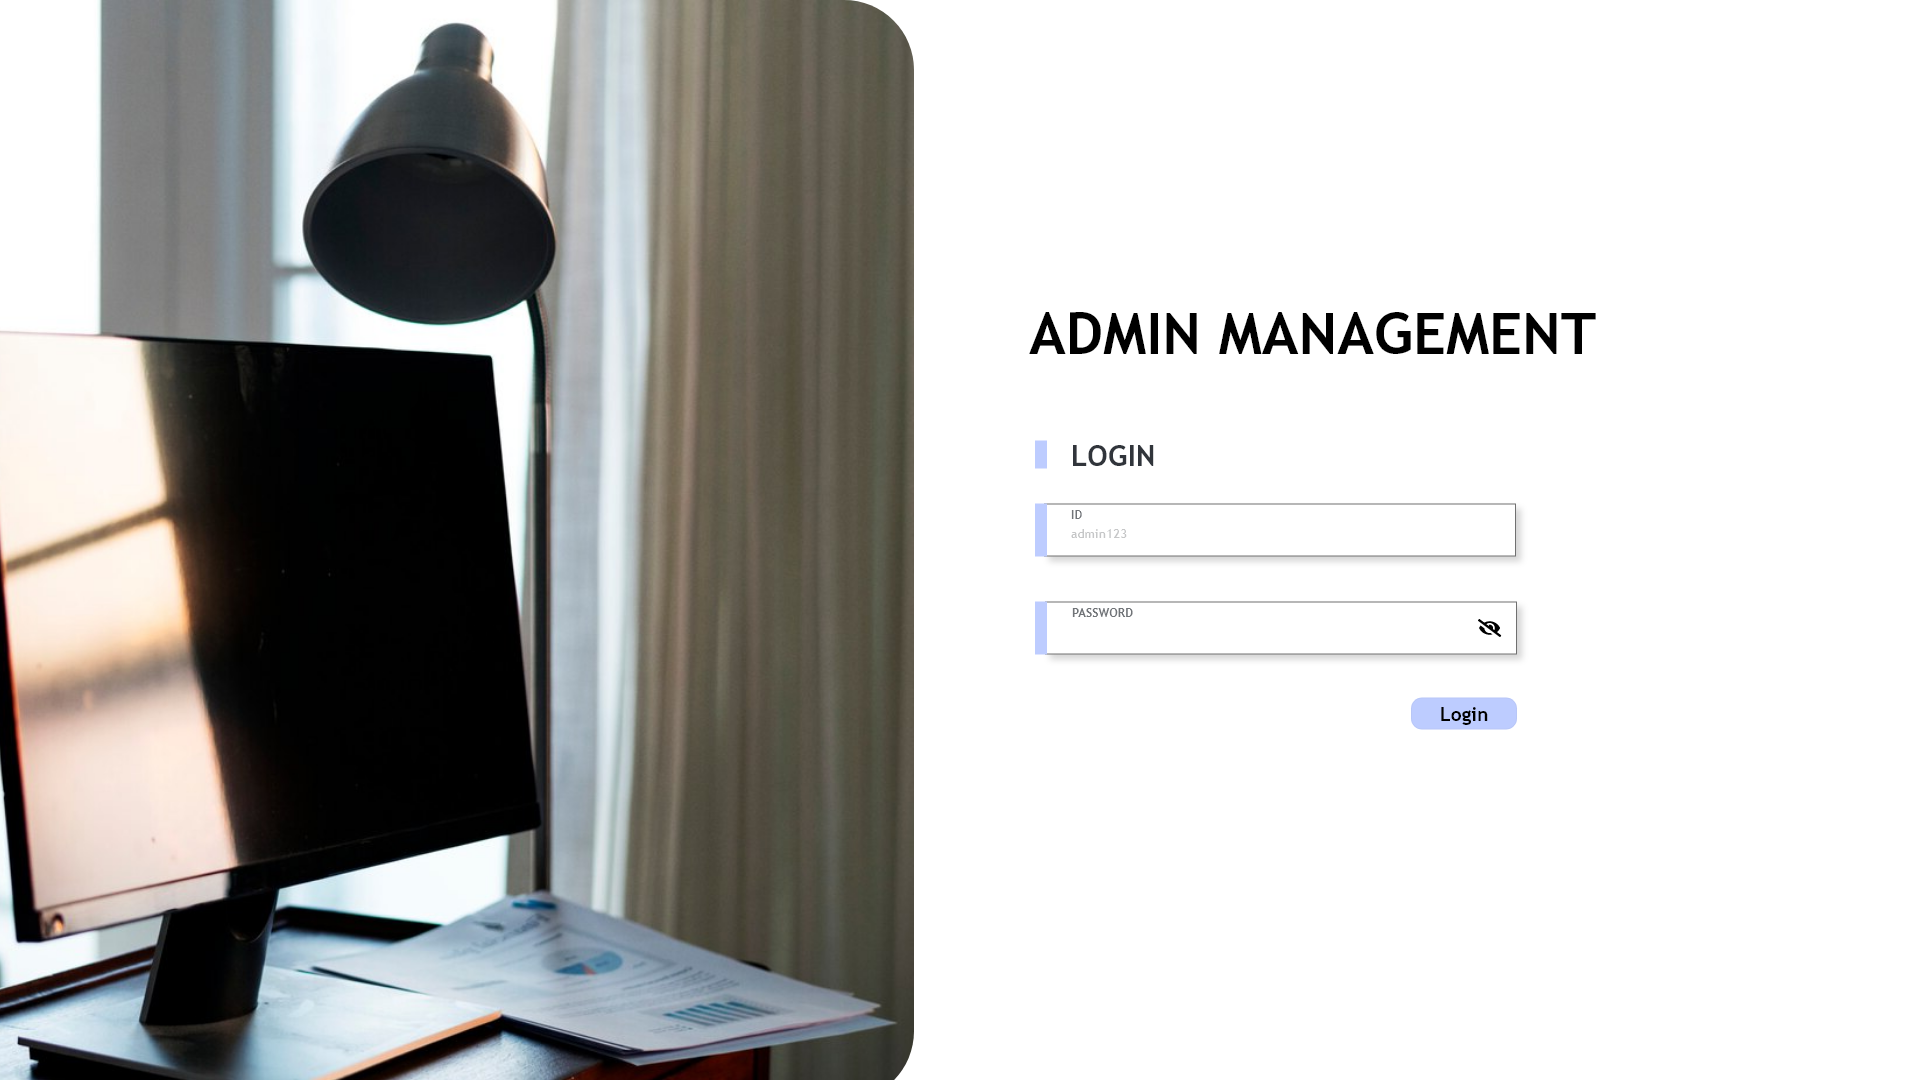 ADMIN MANAGEMENT
LOGIN
ID
admin123
PASSWORD
Login